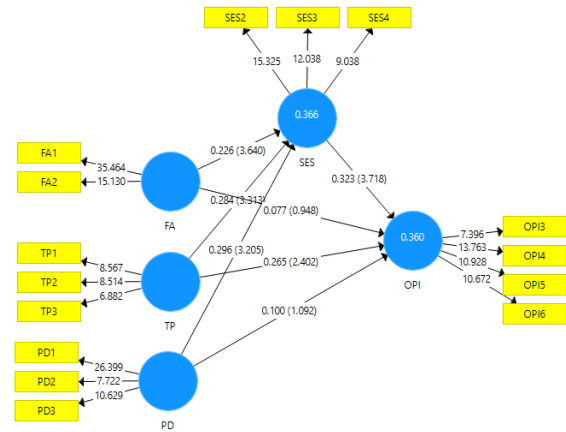 SES2
SES3
SES4
15.325
12.038
9.038
0.366
SES
FA1
FA2
35.464
15.130
FA
0.226 (3.640)
0.284 (3.313)
0.077 (0.948)
0.323 (3.718)
0.296 (3.205)
0.265 (2.402)
0.100 (1.092)
0.360
OPI
7.396
13.763
10.928
10.672
OPI3
OPI4
OPI5
OPI6
TP1
TP2
TP3
8.567
8.514
6.882
TP
PD1
PD2
PD3
26.399
7.722
10.629
PD